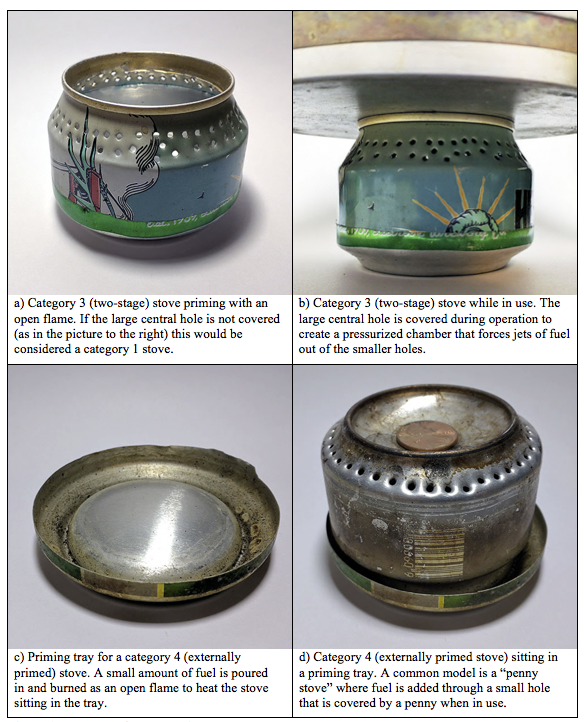 a) Category 3 (two-stage) stove priming with an
open flame. If the large central hole is not covered
(as in the picture to the right) this would be
considered a category 1 stove.
b) Category 3 (two-stage) stove while in use. The
large central hole is covered during operation to
create a pressurized chamber that forces jets of fuel
out of the smaller holes.
c) Priming tray for a category 4 (externally
primed) stove. A small amount of fuel is poured
in and burned as an open flame to heat the stove
sitting in the tray.
d) Category 4 (externally primed stove) sitting in
a priming tray. A common model is a “penny
stove” where fuel is added through a small hole
that is covered by a penny when in use.